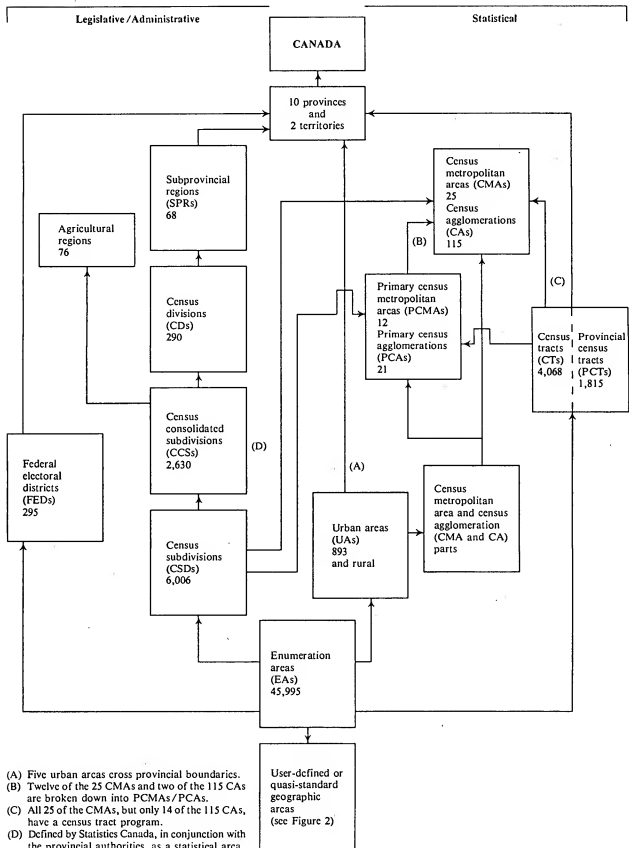 Legislative/Administrative
Statistical
CANADA
10 provinces
and
2 territories
Subprovincial
regions
(SPRs)
68
Census
metropolitan
areas (CMAs)
25
Census
agglomerations
(CAs)
115
Agricultural
regions
76
(B)
Census
divisions
(CDs)
290
Primary census
metropolitan
areas (PCMAs)
12
Primary census
agglomerations
(PCAs)
21
(C)
Census
tracts
(CTs)
4,068
Provincial
census
tracts
(PCTs)
1,815
Census
consolidated
subdivisions
(CCSs)
2,630
(D)
(A)
Federal
electoral
districts
(FEDs)
295
Census
subdivisions
(CSDs)
6,006
Urban areas
(UAs)
893
and rural
Census
metropolitan
area and census
agglomeration
(CMA and CA)
parts
Enumeration
areas
(EAs)
45,995
User-defined or
quasi-standard
geographic
areas
(see Figure 2)
(A) Five urban areas cross provincial boundaries.
(B) Twelve of the 25 CMAs and two of the 115 CAs
are broken down into PCMAs/PCAs.
(C) All 25 of the CMAs, but only 14 of the 115 CAs,
have a census tract program.
(D) Defined by Statistics Canada, in conjunction with
the provincial authorities, as a statistical area